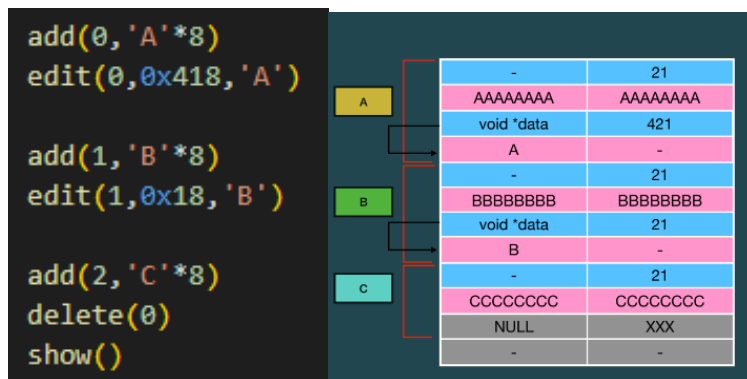 add(0,'A'*8)
edit(0,0x418,'A')
add(1,'B'*8)
edit(1,0x18,'B')
add(2,'C'*8)
delete(0)
show()
A
B
C
- 21
AAAAAAAA AAAAAAAA
void *data 421
A -
- 21
BBBBBBBB BBBBBBBB
void *data 21
B -
- 21
CCCCCCCC CCCCCCCC
NULL XXX
- -